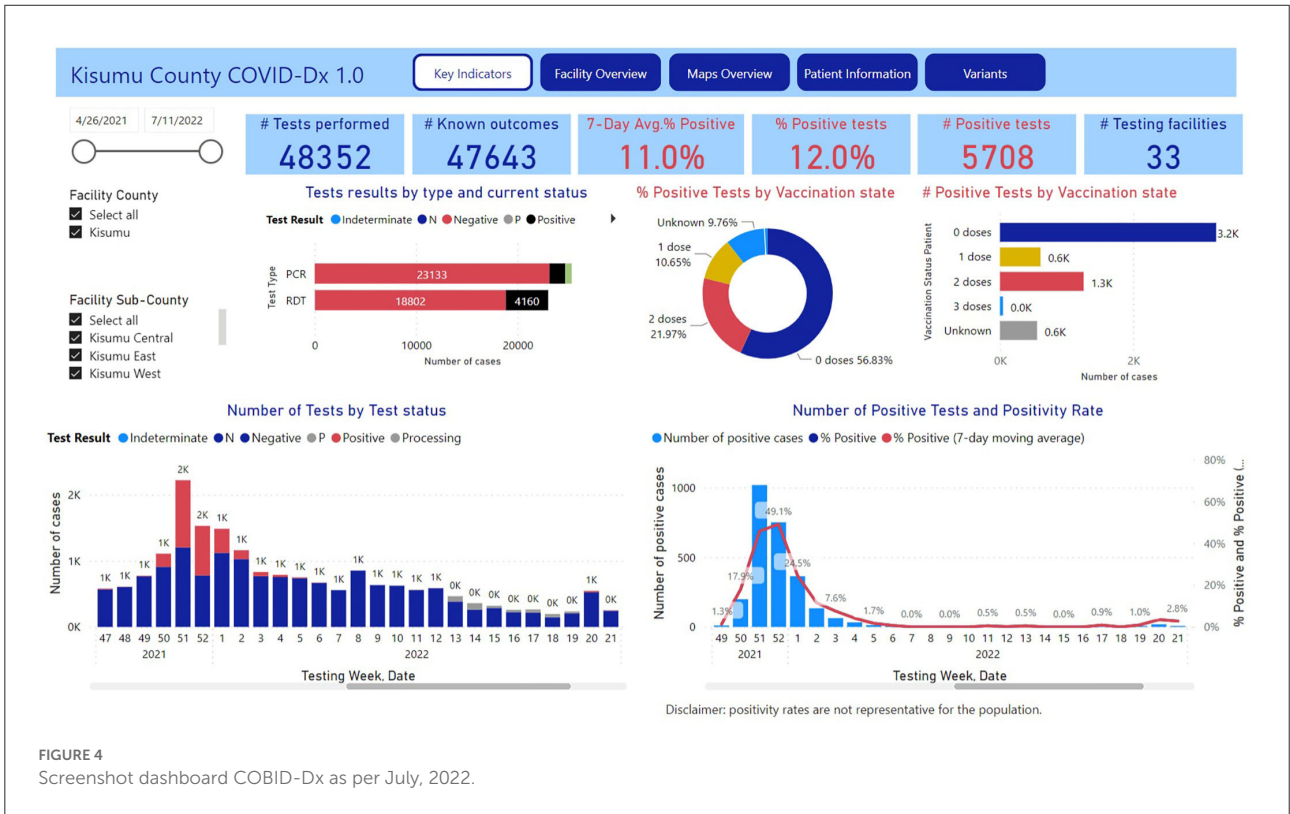 Kisumu County COVID-Dx 1.0
Key Indicators
Facility Overview
Maps Overview
Patient Information
Variants
4/26/2021
7/11/2022
# Tests performed
48352
# Known outcomes
47643
7-Day Avg.% Positive
11.0%
% Positive tests
12.0%
# Positive tests
5708
# Testing facilities
33
Facility County
Select all
Kisumu
Facility Sub-County
Select all
Kisumu Central
Kisumu East
Kisumu West
Tests results by type and current status
Test Result Indeterminate N Negative P Positive
Test Type
PCR
23133
RDT
18802
4160
0 10000 20000
Number of cases
% Positive Tests by Vaccination state
Unknown 9.76%
1 dose
10.65%
2 doses
21.97%
0 doses 56.83%
# Positive Tests by Vaccination state
Vaccination Status Patient
0 doses 3.2K
1 dose 0.6K
2 doses 1.3K
3 doses 0.0K
Unknown 0.6K
0K 2K
Number of cases
Number of Tests by Test status
Test Result Indeterminate N Negative P Positive Processing
Number of cases
2K
1K
0K
1K 1K 1K 1K 2K 2K 1K 1K 1K 1K 1K 1K 1K 1K 1K 1K 1K 1K 0K 0K 0K 0K 0K 0K 0K 1K 0K
47 48 49 50 51 52 1 2 3 4 5 6 7 8 9 10 11 12 13 14 15 16 17 18 19 20 21
2021 2022
Testing Week, Date
Number of Positive Tests and Positivity Rate
Number of positive cases % Positive % Positive (7-day moving average)
Number of positive cases
1000
500
0
1.3% 17.9% 49.1% 24.5% 7.6% 1.7% 0.0% 0.0% 0.5% 0.5% 0.0% 0.9% 1.0% 2.8%
80%
60%
40%
20%
0%
% Positive and % Positive (...
49 50 51 52 1 2 3 4 5 6 7 8 9 10 11 12 13 14 15 16 17 18 19 20 21
2021 2022
Testing Week, Date
Disclaimer: positivity rates are not representative for the population.
FIGURE 4
Screenshot dashboard COBID-Dx as per July, 2022.